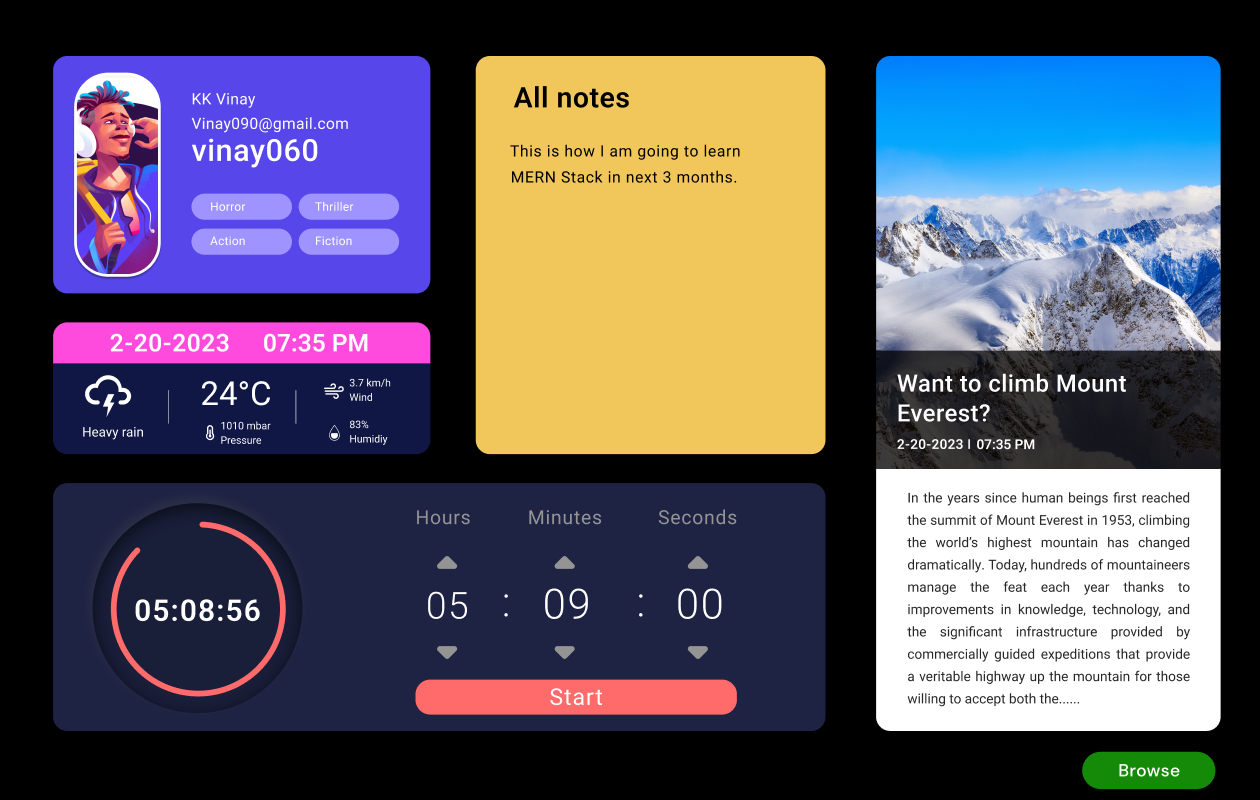 KK Vinay
Vinay090@gmail.com
vinay060
Horror
Thriller
Action
Fiction
2-20-2023 07:35 PM
Heavy rain
24°C
1010 mbar
Pressure
3.7 km/h
Wind
83%
Humidiy
All notes
This is how I am going to learn
MERN Stack in next 3 months.
05:08:56
Hours Minutes Seconds
05 : 09 : 00
Start
Want to climb Mount
Everest?
2-20-2023 I 07:35 PM
In the years since human beings first reached
the summit of Mount Everest in 1953, climbing
the world’s highest mountain has changed
dramatically. Today, hundreds of mountaineers
manage the feat each year thanks to
improvements in knowledge, technology, and
the significant infrastructure provided by
commercially guided expeditions that provide
a veritable highway up the mountain for those
willing to accept both the......
Browse